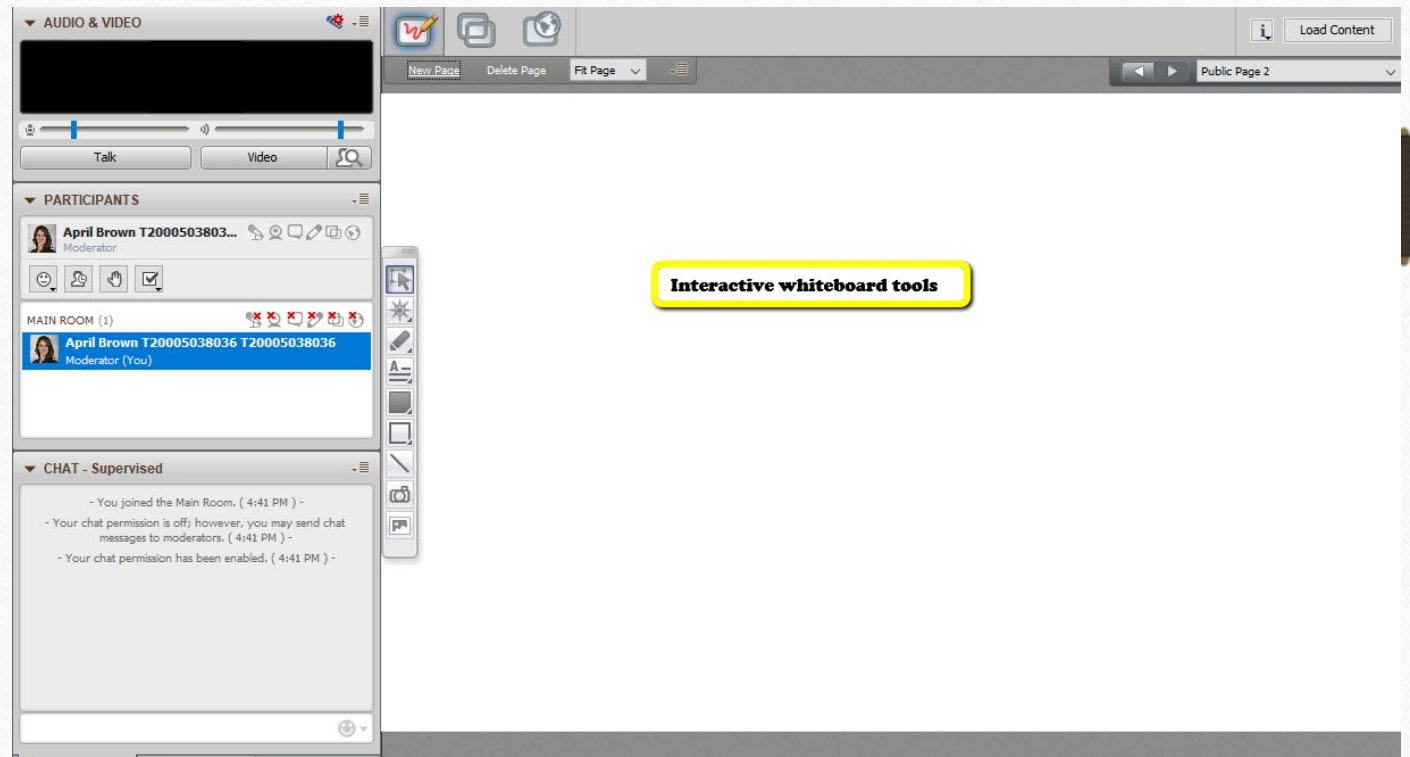 AUDIO & VIDEO
Talk
Video
PARTICIPANTS
April Brown T2000503803...
Moderator
MAIN ROOM (1)
April Brown T20005038036 T20005038036
Moderator (You)
CHAT - Supervised
- You joined the Main Room. ( 4:41 PM ) -
- Your chat permission is off; however, you may send chat
messages to moderators. ( 4:41 PM ) -
- Your chat permission has been enabled. ( 4:41 PM ) -
Load Content
New Page Delete Page Fit Page
Public Page 2
Interactive whiteboard tools